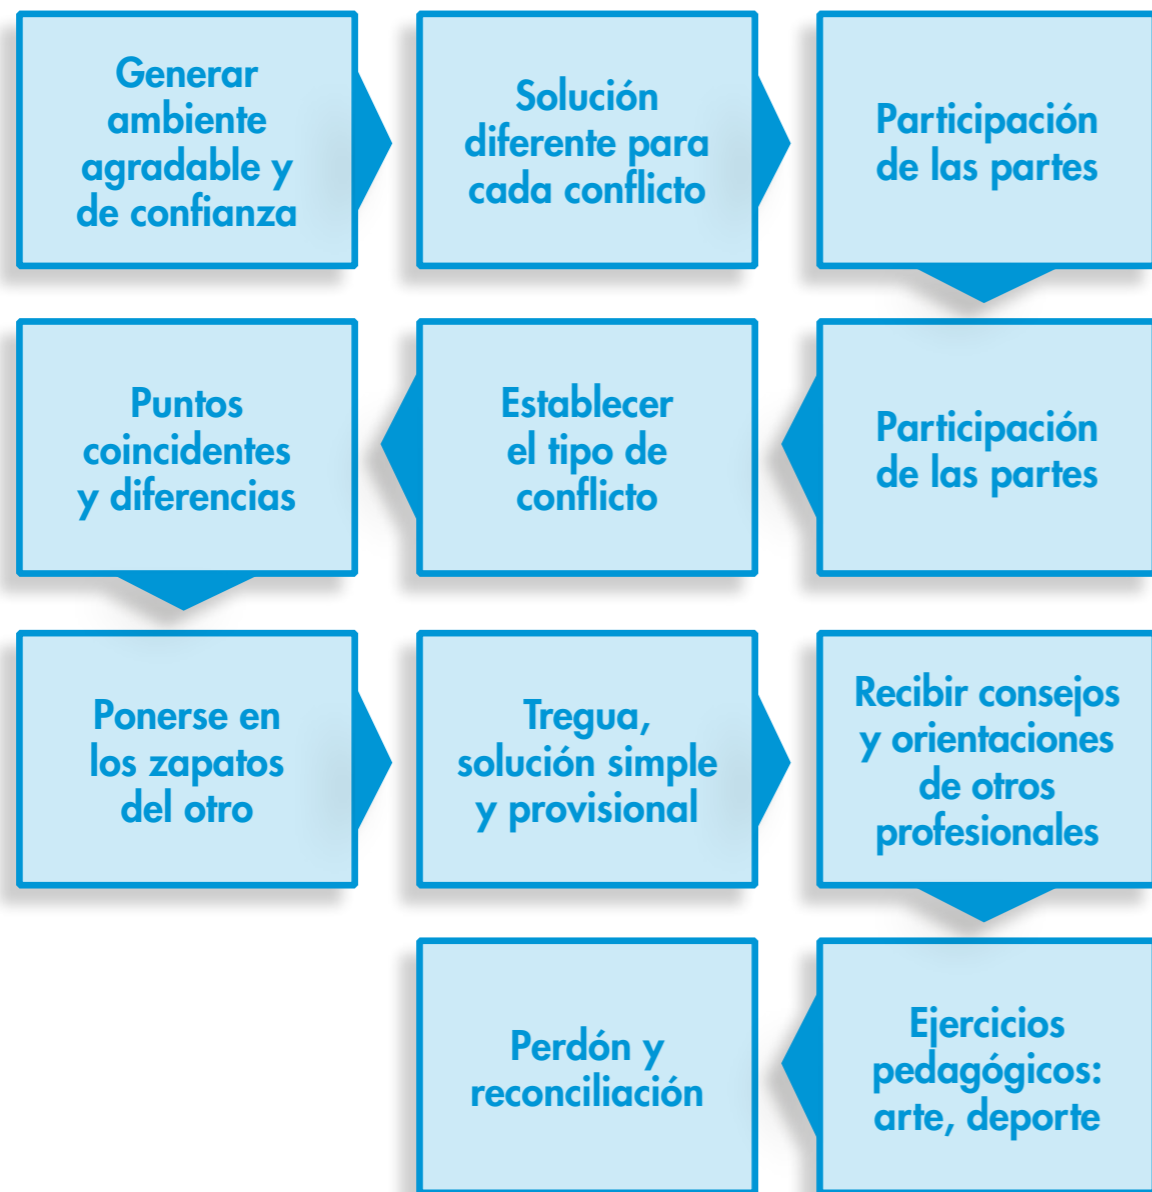 Generar
ambiente
agradable y
de confianza
Solución
diferente para
cada conflicto
Participación
de las partes
Participación
de las partes
Establecer
el tipo de
conflicto
Puntos
coincidentes
y diferencias
Ponerse en
los zapatos
del otro
Tregua,
solución simple
y provisional
Recibir consejos
y orientaciones
de otros
profesionales
Ejercicios
pedagógicos:
arte, deporte
Perdón y
reconciliación